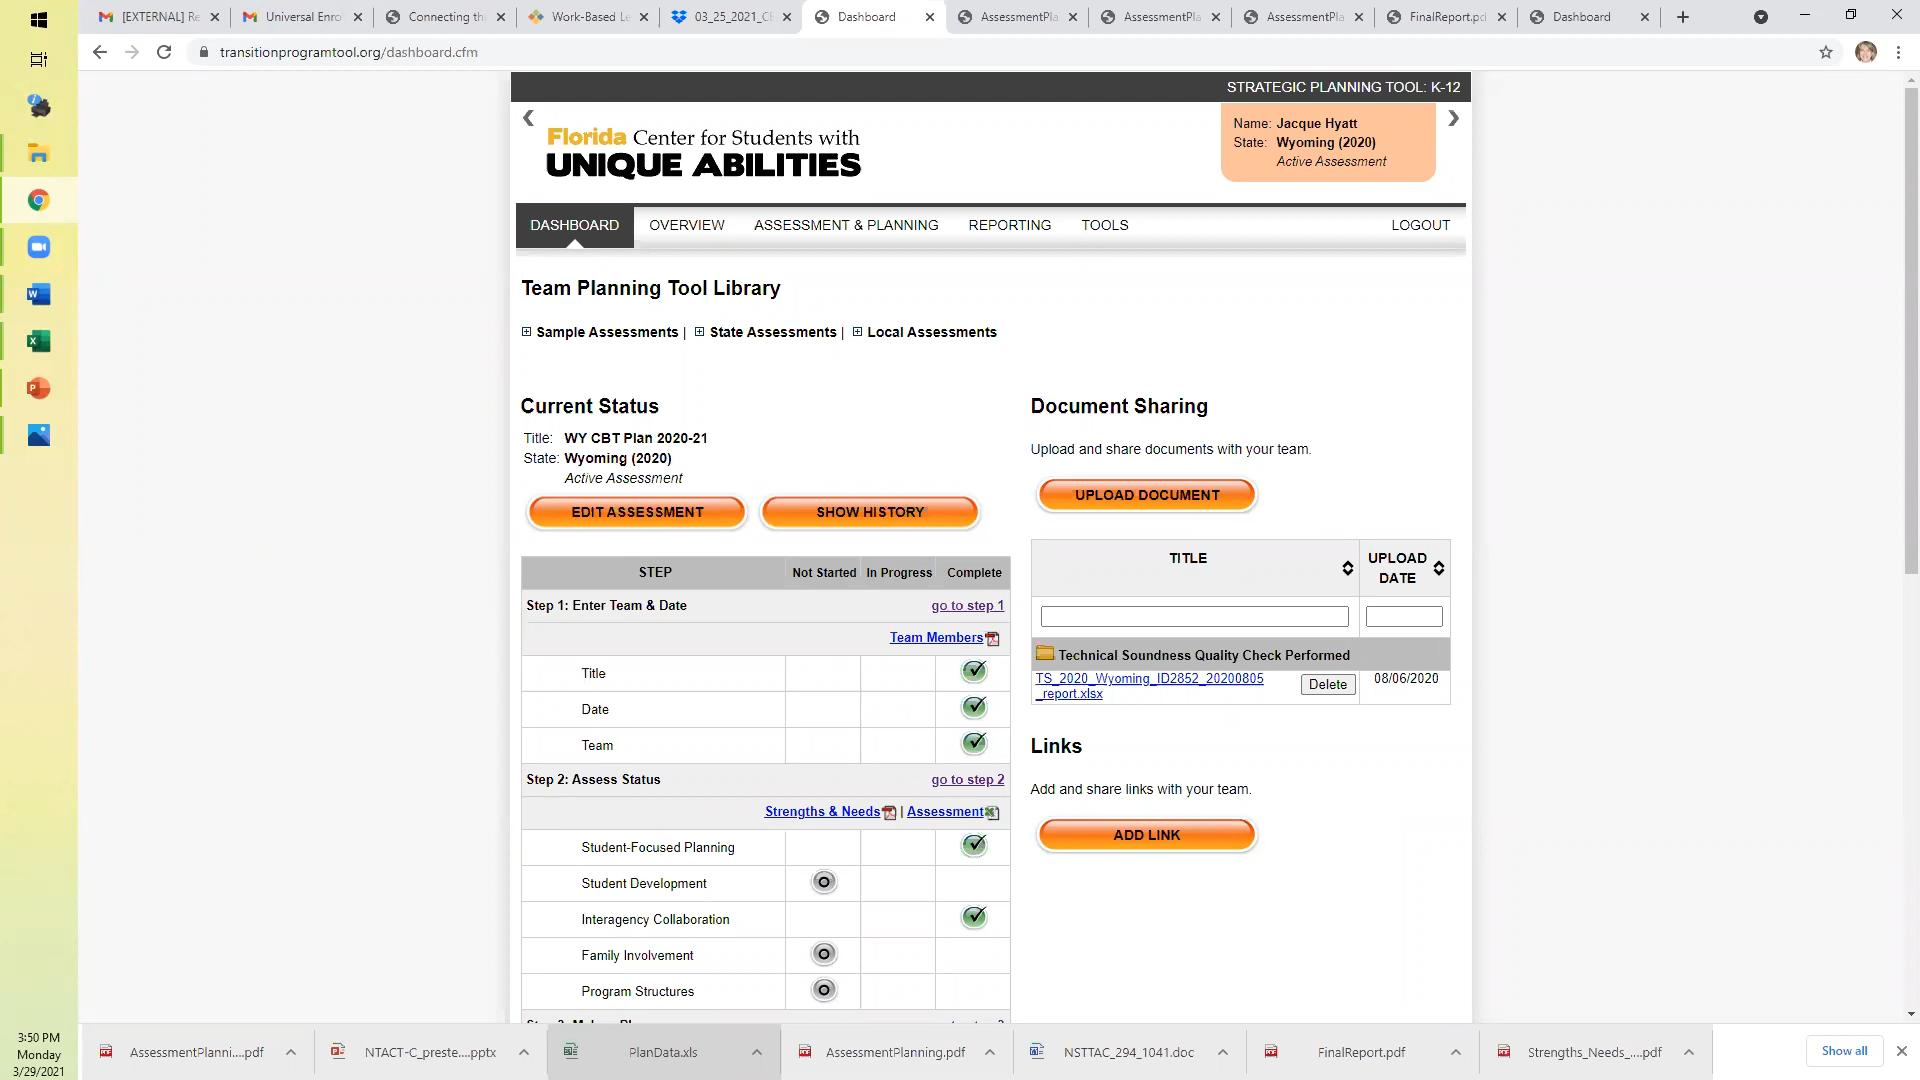 [EXTERNAL] Re
Universal Enro
Connecting thi
Work-Based Le
03_25_2021_CB
Dashboard
AssessmentPla
AssessmentPla
AssessmentPla
FinalReport.pd
Dashboard
transitionprogramtool.org/dashboard.cfm
STRATEGIC PLANNING TOOL: K-12
Florida Center for Students with
UNIQUE ABILITIES
Name: Jacque Hyatt
State: Wyoming (2020)
Active Assessment
DASHBOARD OVERVIEW ASSESSMENT & PLANNING REPORTING TOOLS LOGOUT
Team Planning Tool Library
Sample Assessments | State Assessments | Local Assessments
Current Status
Title: WY CBT Plan 2020-21
State: Wyoming (2020)
Active Assessment
EDIT ASSESSMENT SHOW HISTORY
STEP Not Started In Progress Complete
Step 1: Enter Team & Date go to step 1
Team Members
Title
Date
Team
Step 2: Assess Status go to step 2
Strengths & Needs | Assessment
Student-Focused Planning
Student Development
Interagency Collaboration
Family Involvement
Program Structures
Document Sharing
Upload and share documents with your team.
UPLOAD DOCUMENT
TITLE UPLOAD
DATE
Technical Soundness Quality Check Performed
TS_2020_Wyoming_ID2852_20200805 Delete 08/06/2020
_report.xlsx
Links
Add and share links with your team.
ADD LINK
3:50 PM
Monday
3/29/2021
AssessmentPlanni....pdf
NTACT-C_preste....pptx
PlanData.xls
AssessmentPlanning.pdf
NSTTAC_294_1041.doc
FinalReport.pdf
Strengths_Needs_....pdf
Show all